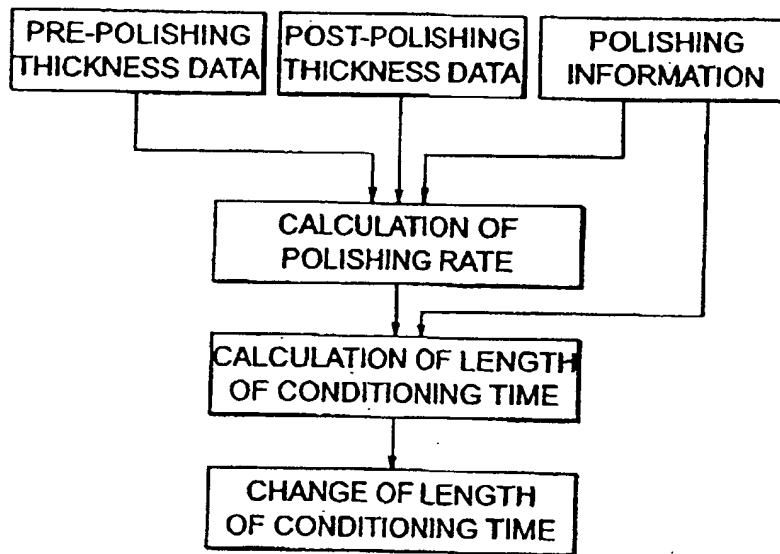 PRE-POLISHING
THICKNESS DATA
POST-POLISHING
THICKNESS DATA
POLISHING
INFORMATION
CALCULATION OF
POLISHING RATE
CALCULATION OF LENGTH
OF CONDITIONING TIME
CHANGE OF LENGTH
OF CONDITIONING TIME